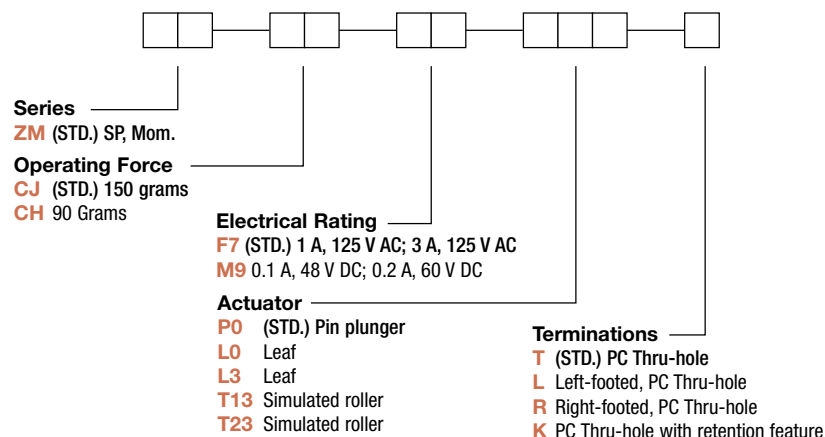 Series
ZM (STD.) SP, Mom.
Operating Force
CJ (STD.) 150 grams
CH 90 Grams
Electrical Rating
F7 (STD.) 1 A, 125 V AC; 3 A, 125 V AC
M9 0.1 A, 48 V DC; 0.2 A, 60 V DC
Actuator
P0 (STD.) Pin plunger
L0 Leaf
L3 Leaf
T13 Simulated roller
T23 Simulated roller
Terminations
T (STD.) PC Thru-hole
L Left-footed, PC Thru-hole
R Right-footed, PC Thru-hole
K PC Thru-hole with retention feature